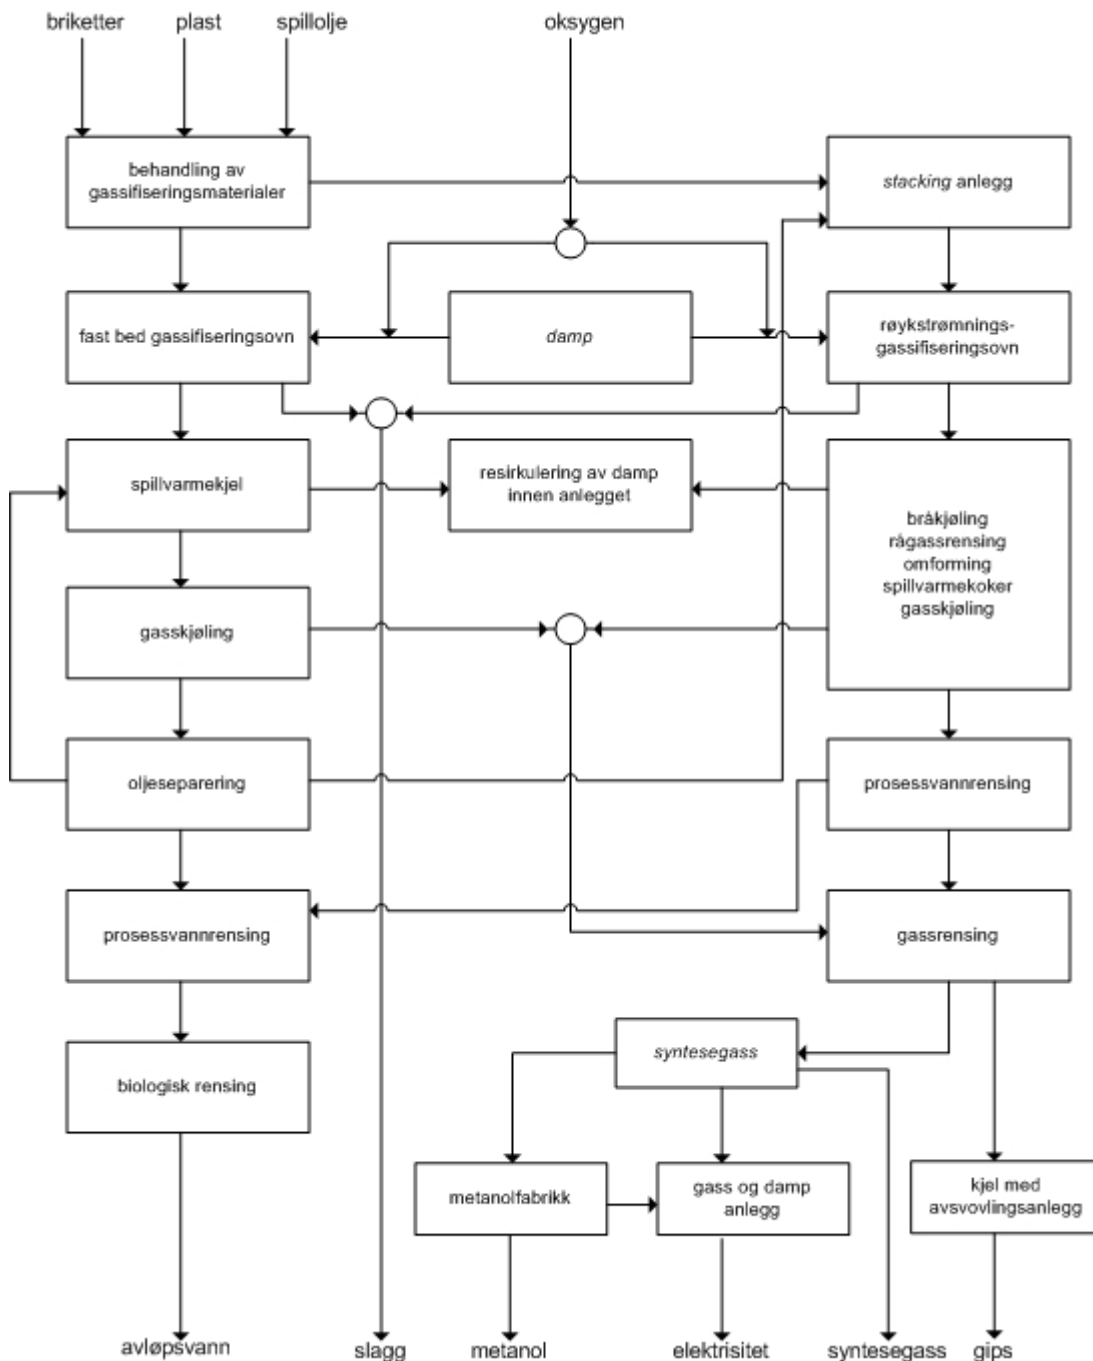 briketter
plast
spillolje
oksygen
behandling av
gassifiseringsmaterialer
stacking anlegg
fast bed gassifiseringsovn
damp
røykstrømnings-
gassifiseringsovn
spillvarmekjel
resirkulering av damp
innen anlegget
bråkjøling
rågassrensing
omforming
spillvarmekoker
gasskjøling
gasskjøling
oljeseparering
prosessvannrensing
prosessvannrensing
gassrensing
syntesegass
biologisk rensing
metanolfabrikk
gass og damp
anlegg
kjel med
avsvovlingsanlegg
avløpsvann
slagg
metanol
elektrisitet
syntesegass
gips